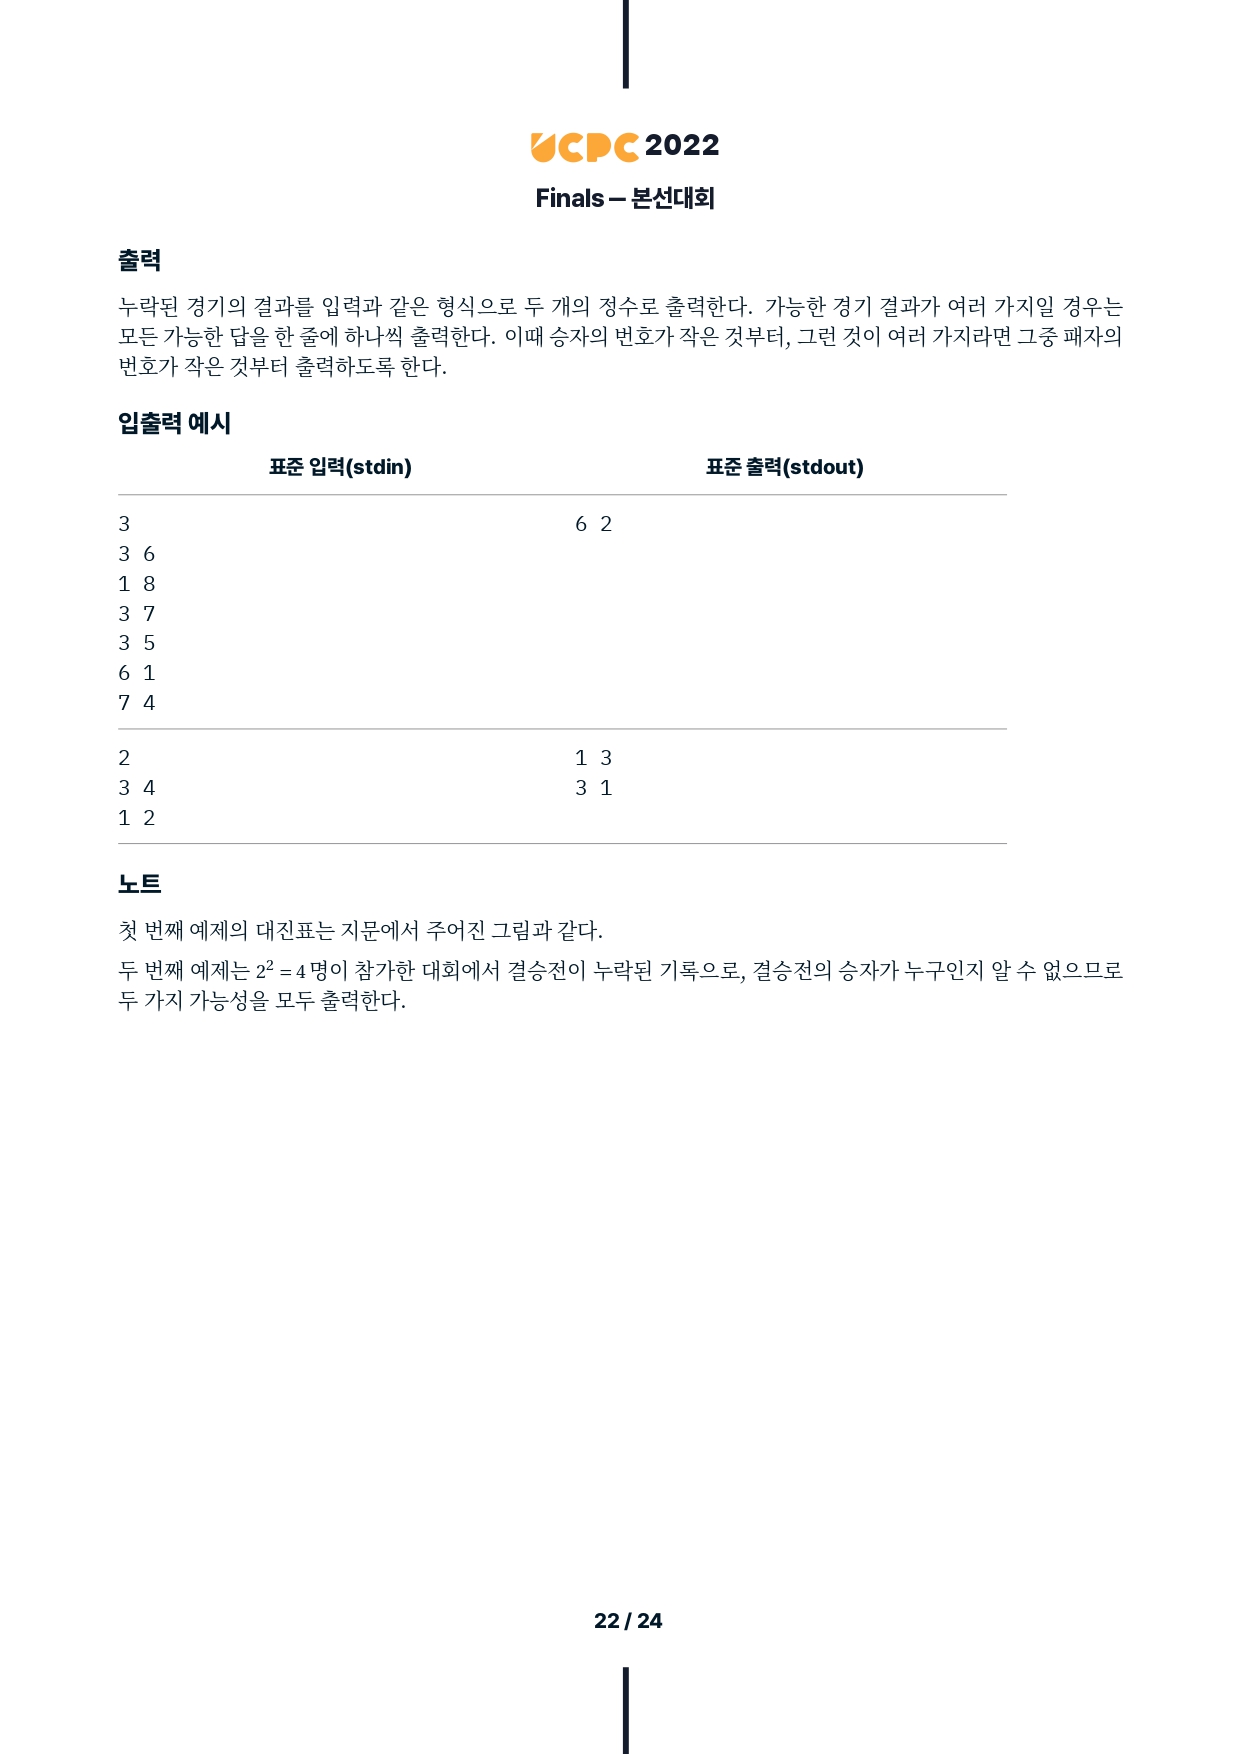 UCPC 2022
Finals — 본선대회
출력
누락된 경기의 결과를 입력과 같은 형식으로 두 개의 정수로 출력한다. 가능한 경기 결과가 여러 가지일 경우는
모든 가능한 답을 한 줄에 하나씩 출력한다. 이때 승자의 번호가 작은 것부터, 그런 것이 여러 가지라면 그중 패자의
번호가 작은 것부터 출력하도록 한다.
입출력 예시
표준 입력(stdin) 표준 출력(stdout)
3 6 2
3 6
1 8
3 7
3 5
6 1
7 4
2 1 3
3 4 3 1
1 2
노트
첫 번째 예제의 대진표는 지문에서 주어진 그림과 같다.
두 번째 예제는 2² = 4명이 참가한 대회에서 결승전이 누락된 기록으로, 결승전의 승자가 누구인지 알 수 없으므로
두 가지 가능성을 모두 출력한다.
22 / 24